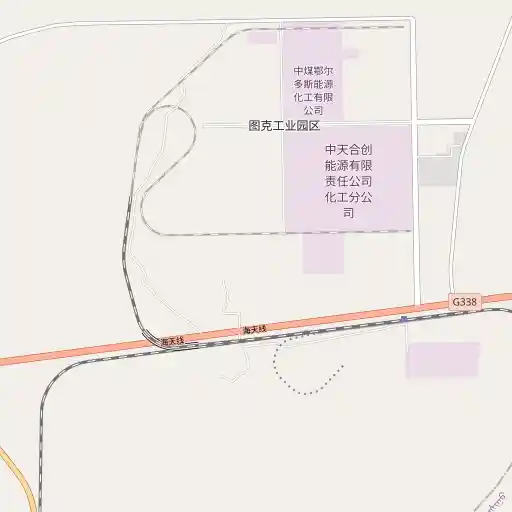 中煤鄂尔
多斯能源
化工有限
公司
图克工业园区
中天合创
能源有限
责任公司
化工分公
司
G338
海天线
海天线